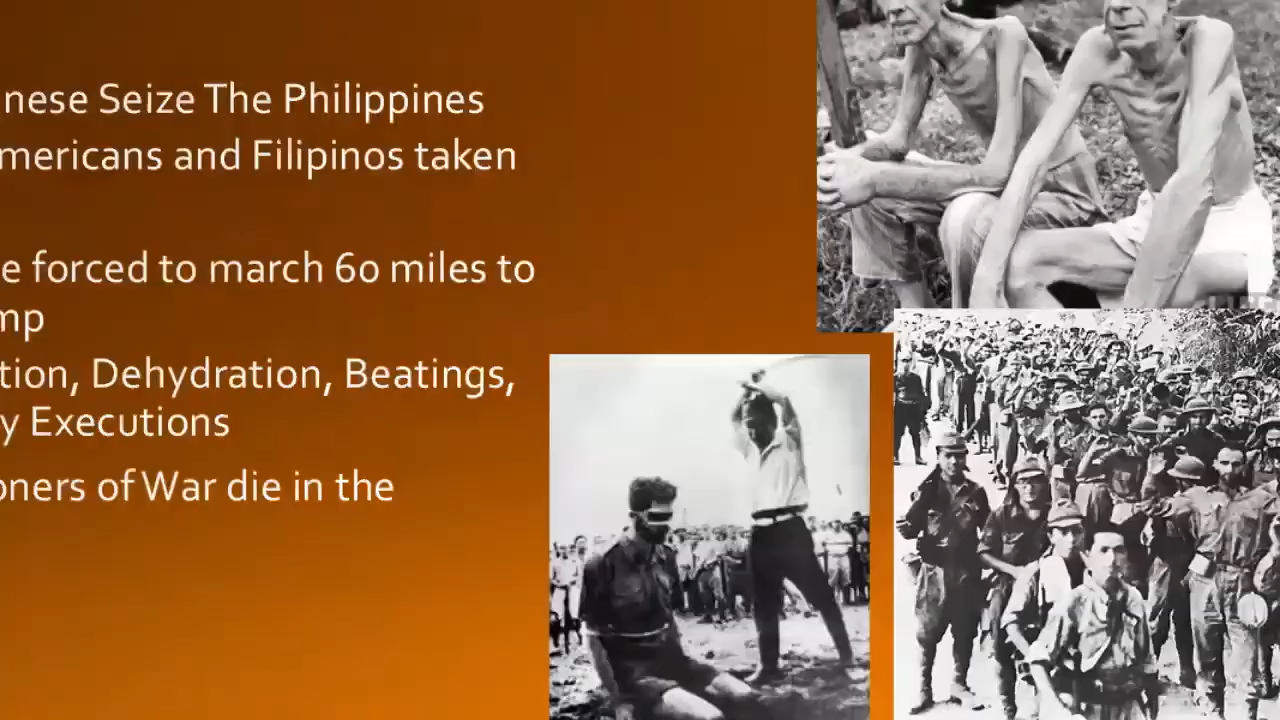 nese Seize The Philippines
mericans and Filipinos taken
e forced to march 60 miles to
mp
tion, Dehydration, Beatings,
y Executions
oners of War die in the
LIFE